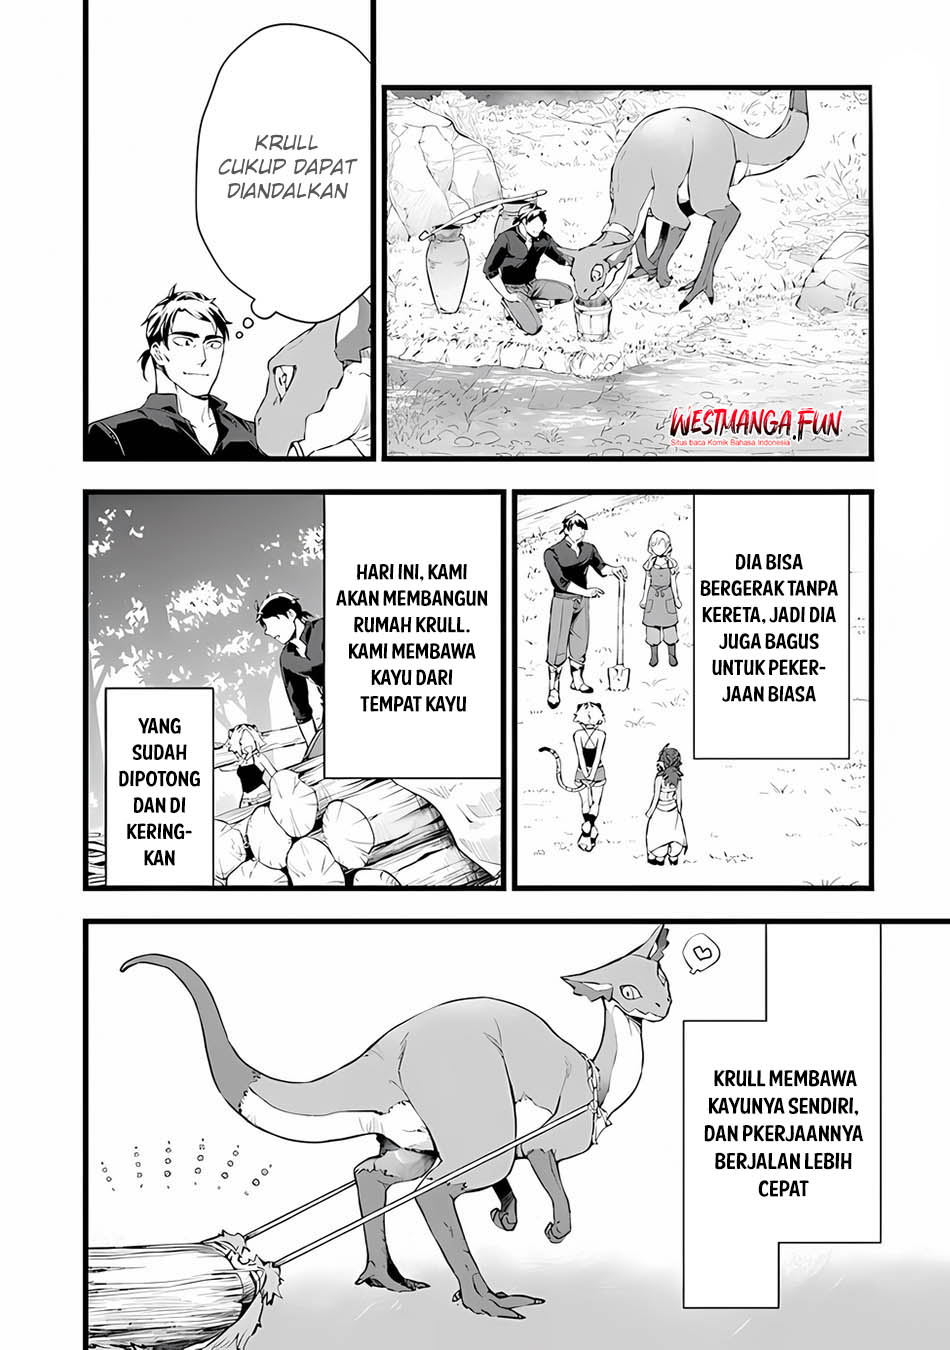 KRULL
CUKUP DAPAT
DIANDALKAN
WESTMANGA.FUN
Situs baca Komik Bahasa Indonesia
DIA BISA
BERGERAK TANPA
KERETA, JADI DIA
JUGA BAGUS
UNTUK PEKER-
JAAN BIASA
HARI INI, KAMI
AKAN MEMBANGUN
RUMAH KRULL.
KAMI MEMBAWA
KAYU DARI
TEMPAT KAYU
YANG
SUDAH
DIPOTONG
DAN DI
KERING-
KAN
KRULL MEMBAWA
KAYUNYA SENDIRI,
DAN PKERJAANNYA
BERJALAN LEBIH
CEPAT